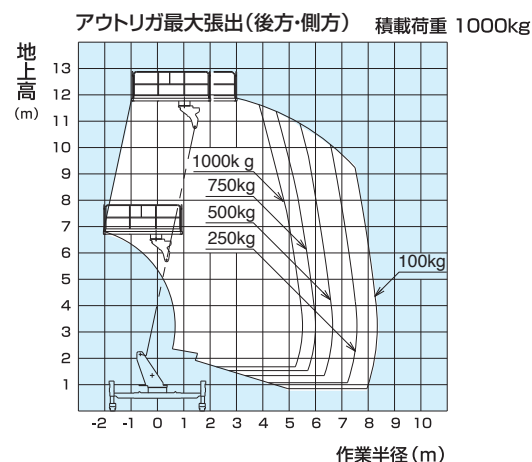 アウトリガ最大張出(後方・側方) 積載荷重 1000kg
地上高
(m)
13
12
11
10
9
8
7
6
5
4
3
2
1
1000kg
750kg
500kg
250kg
100kg
-2 -1 0 1 2 3 4 5 6 7 8 9 10
作業半径(m)